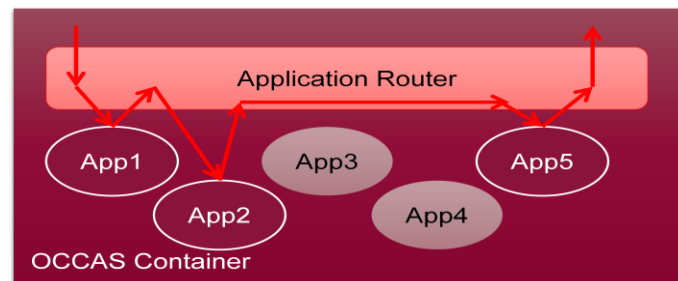 Application Router
App1
App3
App5
App2
App4
OCCAS Container